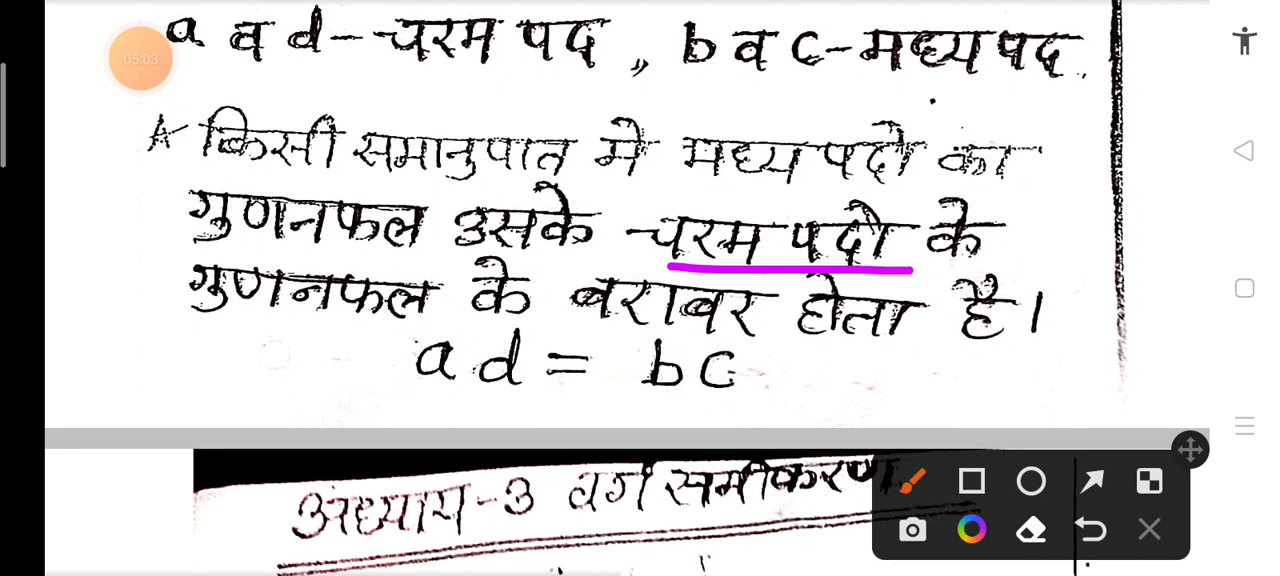 05:03
a व d - चरम पद ,, b व c - मध्य पद
किसी समानुपात मे मध्य पदो का
गुणनफल उसके चरम पदो के
गुणनफल के बराबर होता है।
ad = bc
अध्याय-3 वर्ग समीकरण